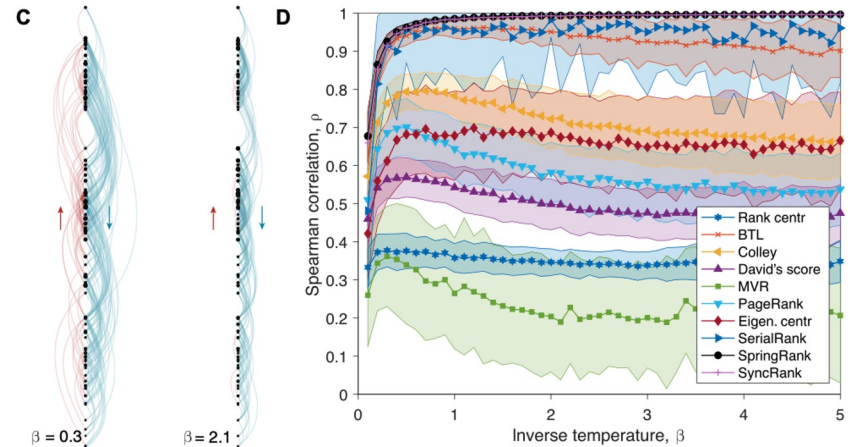 C
β = 0.3
β = 2.1
D
Spearman correlation, ρ
1
0.9
0.8
0.7
0.6
0.5
0.4
0.3
0.2
0.1
0
0 1 2 3 4 5
Inverse temperature, β
Rank centr
BTL
Colley
David's score
MVR
PageRank
Eigen. centr
SerialRank
SpringRank
SyncRank